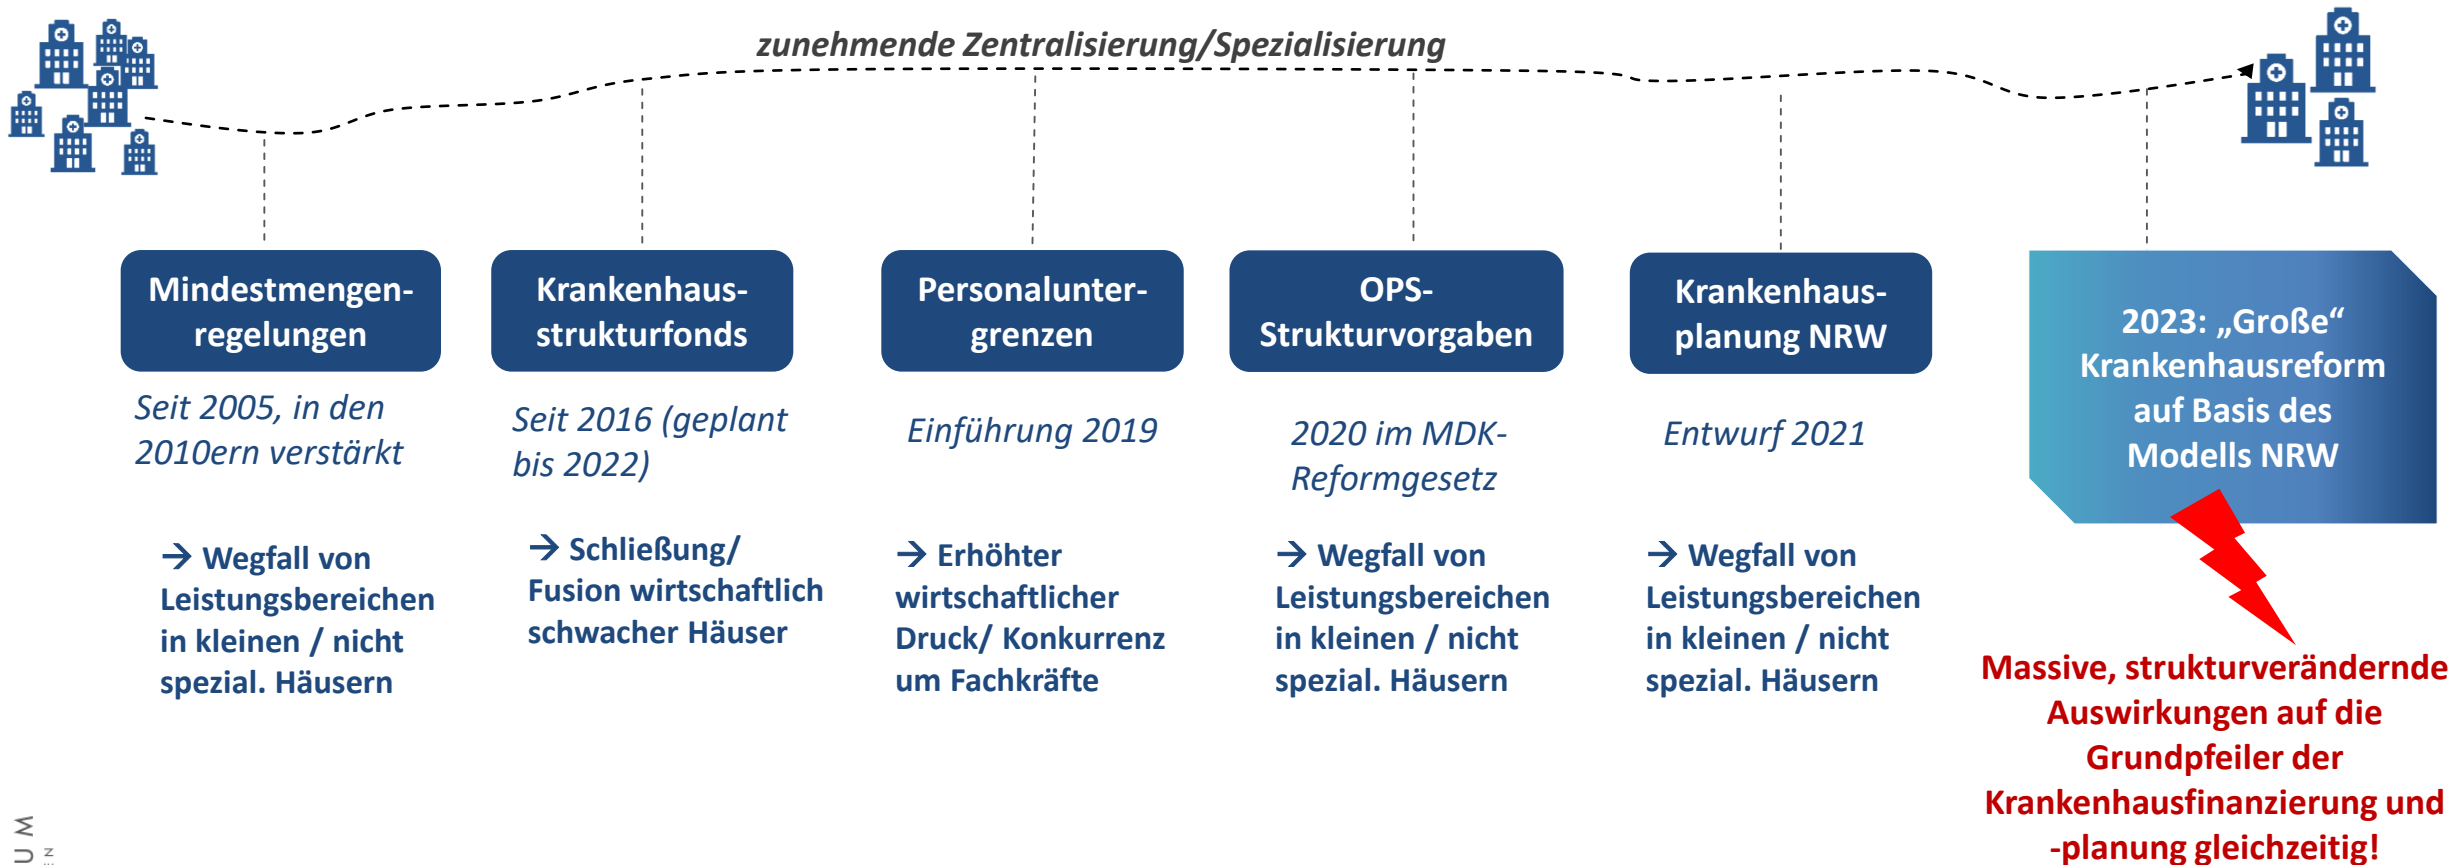 zunehmende Zentralisierung/Spezialisierung
Mindestmengen-
regelungen
Seit 2005, in den
2010ern verstärkt
→ Wegfall von
Leistungsbereichen
in kleinen / nicht
spezial. Häusern
Krankenhaus-
strukturfonds
Seit 2016 (geplant
bis 2022)
→ Schließung/
Fusion wirtschaftlich
schwacher Häuser
Personalunter-
grenzen
Einführung 2019
→ Erhöhter
wirtschaftlicher
Druck/ Konkurrenz
um Fachkräfte
OPS-
Strukturvorgaben
2020 im MDK-
Reformgesetz
→ Wegfall von
Leistungsbereichen
in kleinen / nicht
spezial. Häusern
Krankenhaus-
planung NRW
Entwurf 2021
→ Wegfall von
Leistungsbereichen
in kleinen / nicht
spezial. Häusern
2023: „Große“
Krankenhausreform
auf Basis des
Modells NRW
Massive, strukturverändernde
Auswirkungen auf die
Grundpfeiler der
Krankenhausfinanzierung und
-planung gleichzeitig!